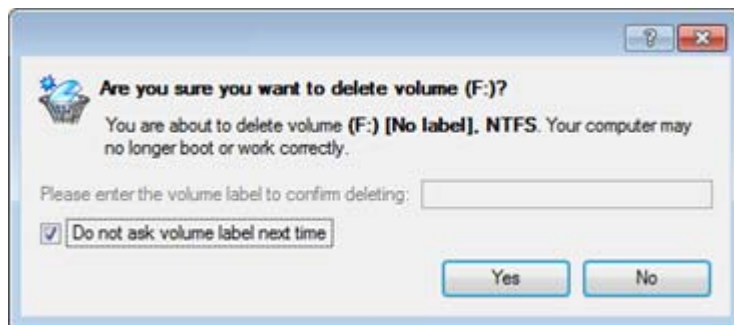 Are you sure you want to delete volume (F:)?
You are about to delete volume (F:) [No label], NTFS. Your computer may
no longer boot or work correctly.
Please enter the volume label to confirm deleting:
Do not ask volume label next time
Yes No